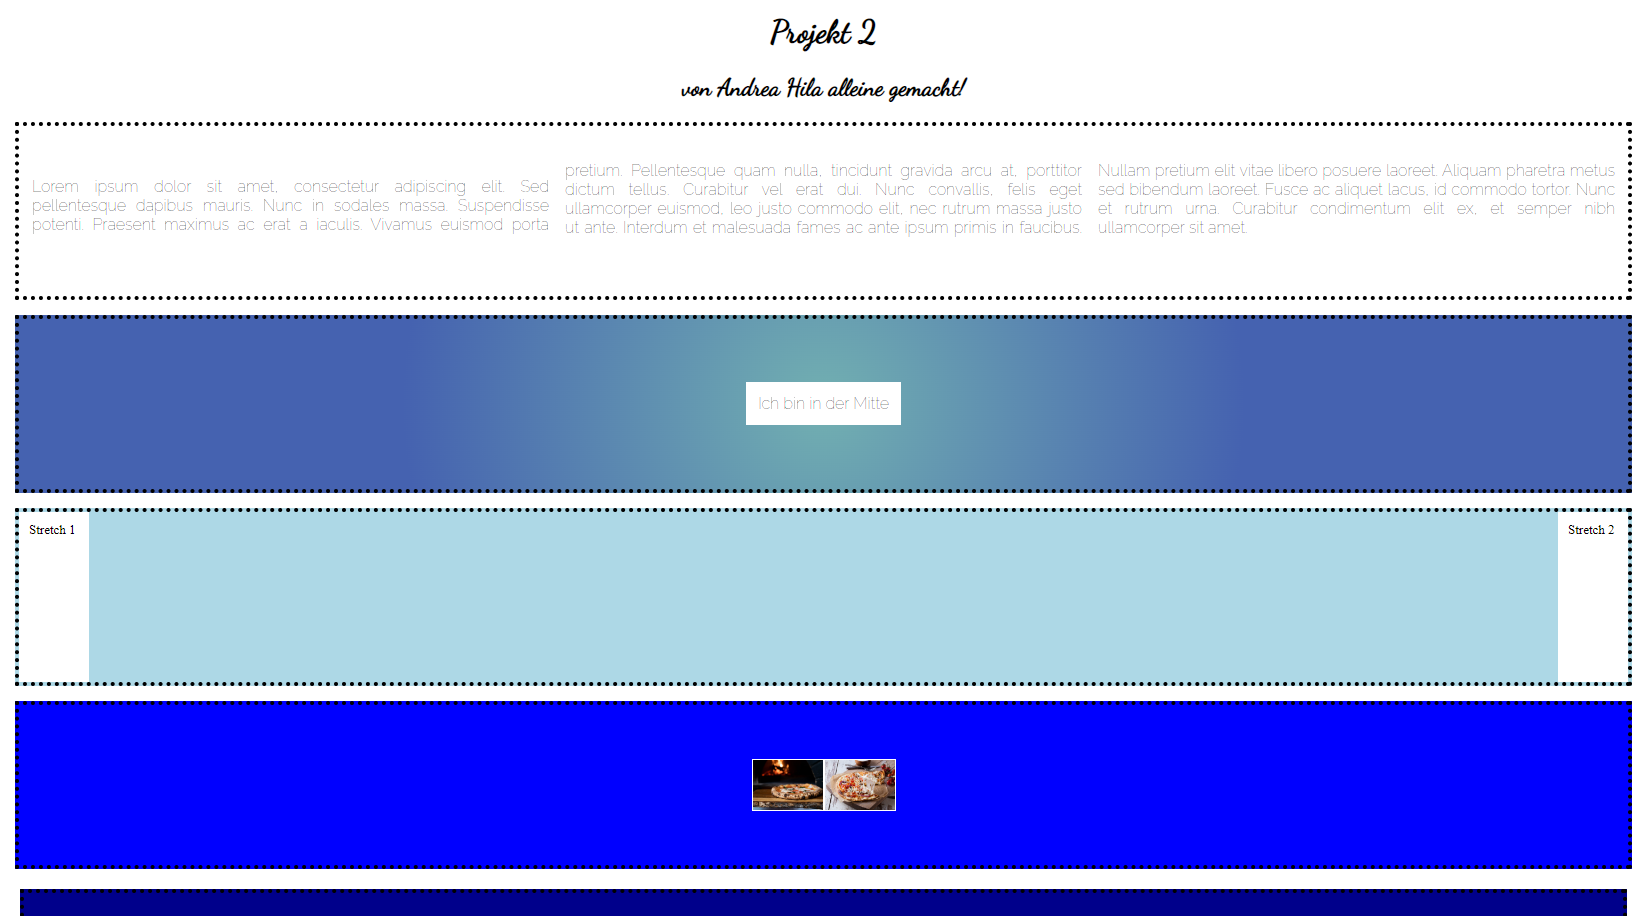 Projekt 2
von Andrea Hila alleine gemacht!
Lorem ipsum dolor sit amet, consectetur adipiscing elit. Sed
pellentesque dapibus mauris. Nunc in sodales massa. Suspendisse
potenti. Praesent maximus ac erat a iaculis. Vivamus euismod porta
pretium. Pellentesque quam nulla, tincidunt gravida arcu at, porttitor
dictum tellus. Curabitur vel erat dui. Nunc convallis, felis eget
ullamcorper euismod, leo justo commodo elit, nec rutrum massa justo
ut ante. Interdum et malesuada fames ac ante ipsum primis in faucibus.
Nullam pretium elit vitae libero posuere laoreet. Aliquam pharetra metus
sed bibendum laoreet. Fusce ac aliquet lacus, id commodo tortor. Nunc
et rutrum urna. Curabitur condimentum elit ex, et semper nibh
ullamcorper sit amet.
Ich bin in der Mitte
Stretch 1
Stretch 2